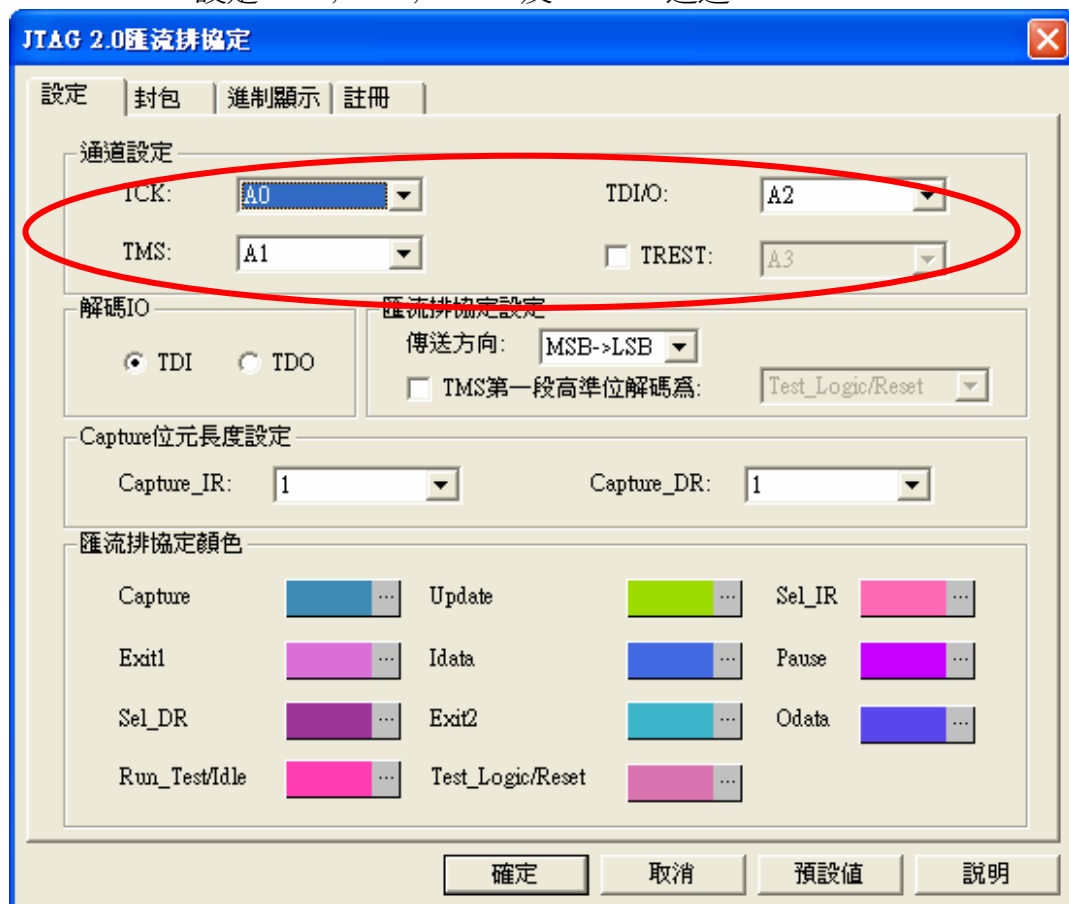 JTAG 2.0匯流排協定
設定 封包 進制顯示 註冊
通道設定
TCK: A0 TDI/O: A2
TMS: A1 TREST: A3
解碼IO 匯流排協定設定
傳送方向: MSB->LSB
TDI TDO
TMS第一段高準位解碼爲: Test_Logic/Reset
Capture位元長度設定
Capture_IR: 1 Capture_DR: 1
匯流排協定顏色
Capture ... Update ... Sel_IR ...
Exit1 ... Idata ... Pause ...
Sel_DR ... Exit2 ... Odata ...
Run_Test/Idle ... Test_Logic/Reset ...
確定 取消 預設值 說明